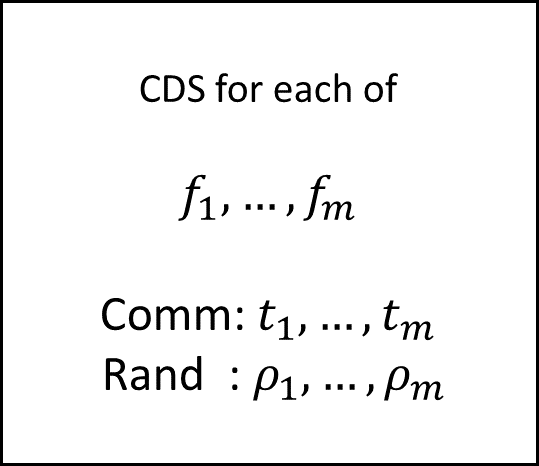 CDS for each of
f₁, … , fₘ
Comm: t₁, … , tₘ
Rand : ρ₁, … , ρₘ